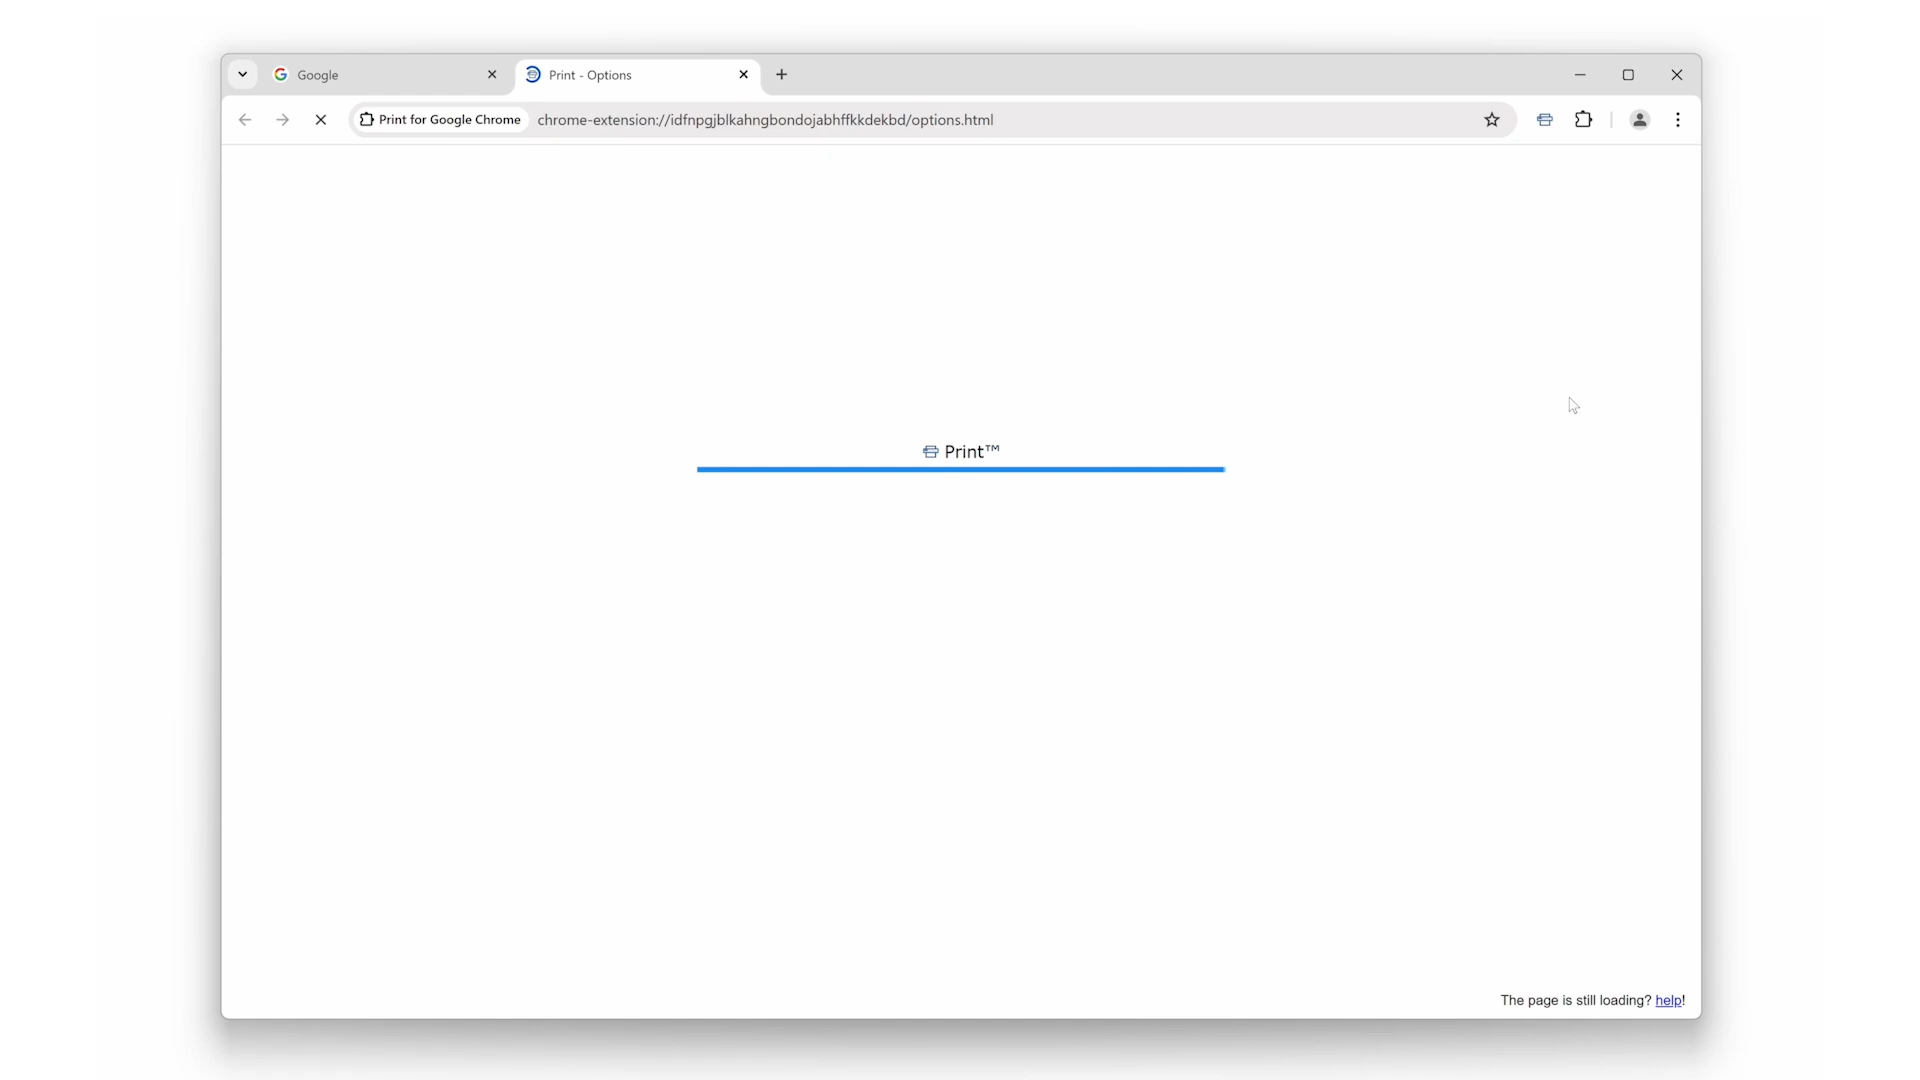 Google
Print - Options
Print for Google Chrome
chrome-extension://idfnpgjblkahngbondojabhffkkdekbd/options.html
Print™
The page is still loading? help!